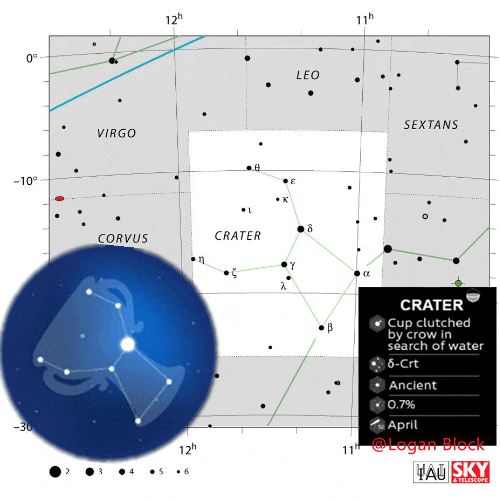 12h
11h
0°
LEO
VIRGO
SEXTANS
-10°
θ
ε
κ
ι
δ
CRATER
CORVUS
η
ζ
γ
α
λ
β
CRATER
Cup clutched
by crow in
search of water
δ-Crt
Ancient
0.7%
April
@Logan Block
-30
12h
11h
2
3
4
5
6
IAU
SKY
& TELESCOPE